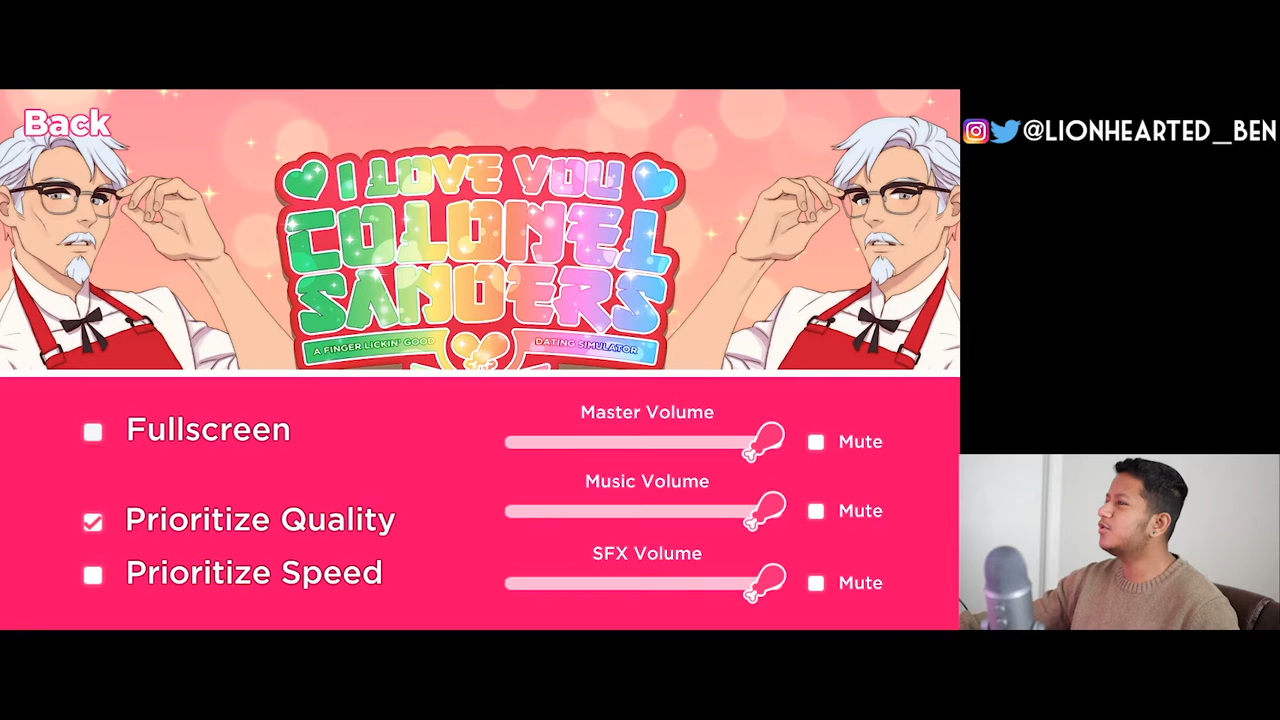 Back
I LOVE YOU
COLONEL
SANDERS
A FINGER LICKIN' GOOD
DATING SIMULATOR
@LIONHEARTED_BEN
Fullscreen
Prioritize Quality
Prioritize Speed
Master Volume
Mute
Music Volume
Mute
SFX Volume
Mute